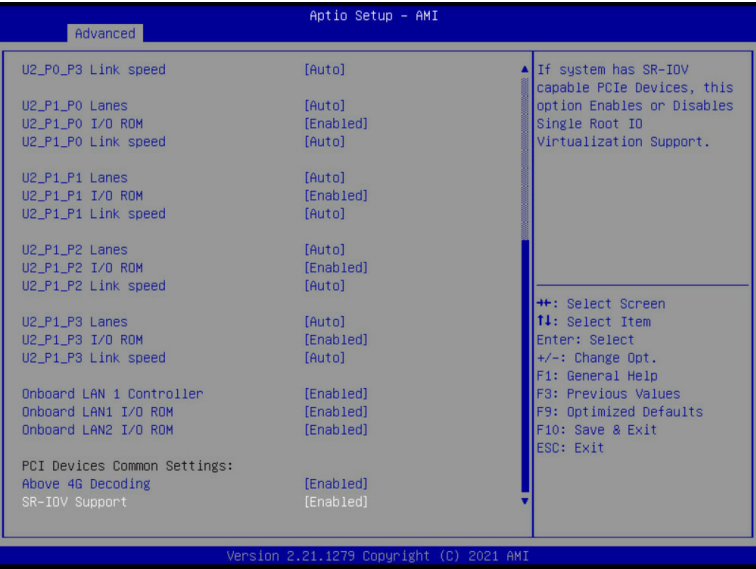 Aptio Setup – AMI
Advanced
U2_P0_P3 Link speed [Auto]
U2_P1_P0 Lanes [Auto]
U2_P1_P0 I/O ROM [Enabled]
U2_P1_P0 Link speed [Auto]
U2_P1_P1 Lanes [Auto]
U2_P1_P1 I/O ROM [Enabled]
U2_P1_P1 Link speed [Auto]
U2_P1_P2 Lanes [Auto]
U2_P1_P2 I/O ROM [Enabled]
U2_P1_P2 Link speed [Auto]
U2_P1_P3 Lanes [Auto]
U2_P1_P3 I/O ROM [Enabled]
U2_P1_P3 Link speed [Auto]
Onboard LAN 1 Controller [Enabled]
Onboard LAN1 I/O ROM [Enabled]
Onboard LAN2 I/O ROM [Enabled]
PCI Devices Common Settings:
Above 4G Decoding [Enabled]
SR-IOV Support [Enabled]
If system has SR-IOV
capable PCIe Devices, this
option Enables or Disables
Single Root IO
Virtualization Support.
→←: Select Screen
↑↓: Select Item
Enter: Select
+/-: Change Opt.
F1: General Help
F3: Previous Values
F9: Optimized Defaults
F10: Save & Exit
ESC: Exit
Version 2.21.1279 Copyright (C) 2021 AMI